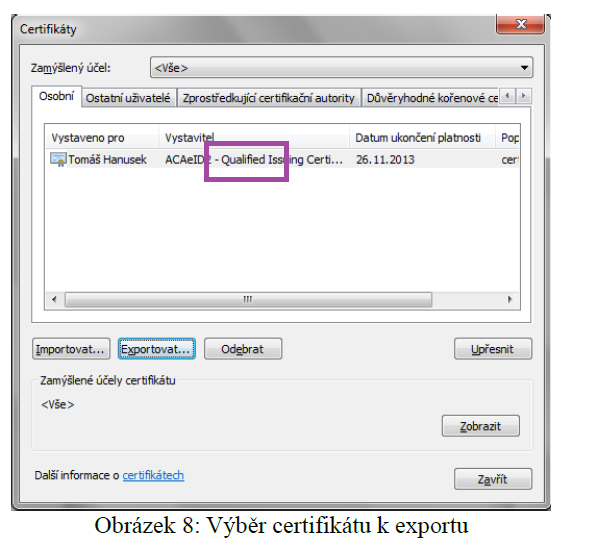 Certifikáty
Zamýšlený účel: <Vše>
Osobní Ostatní uživatelé Zprostředkující certifikační autority Důvěryhodné kořenové ce
Vystaveno pro Vystavitel Datum ukončení platnosti Pop
Tomáš Hanusek ACAeID2 - Qualified Issuing Certi... 26.11.2013 cer
Importovat... Exportovat... Odebrat Upřesnit
Zamýšlené účely certifikátu
<Vše>
Zobrazit
Další informace o certifikátech
Zavřít
Obrázek 8: Výběr certifikátu k exportu